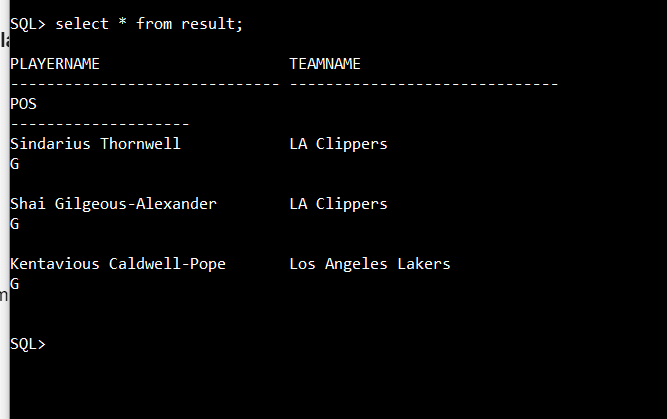 SQL> select * from result;
PLAYERNAME TEAMNAME
------------------------------ ------------------------------
POS
--------------------
Sindarius Thornwell LA Clippers
G
Shai Gilgeous-Alexander LA Clippers
G
Kentavious Caldwell-Pope Los Angeles Lakers
G
SQL>